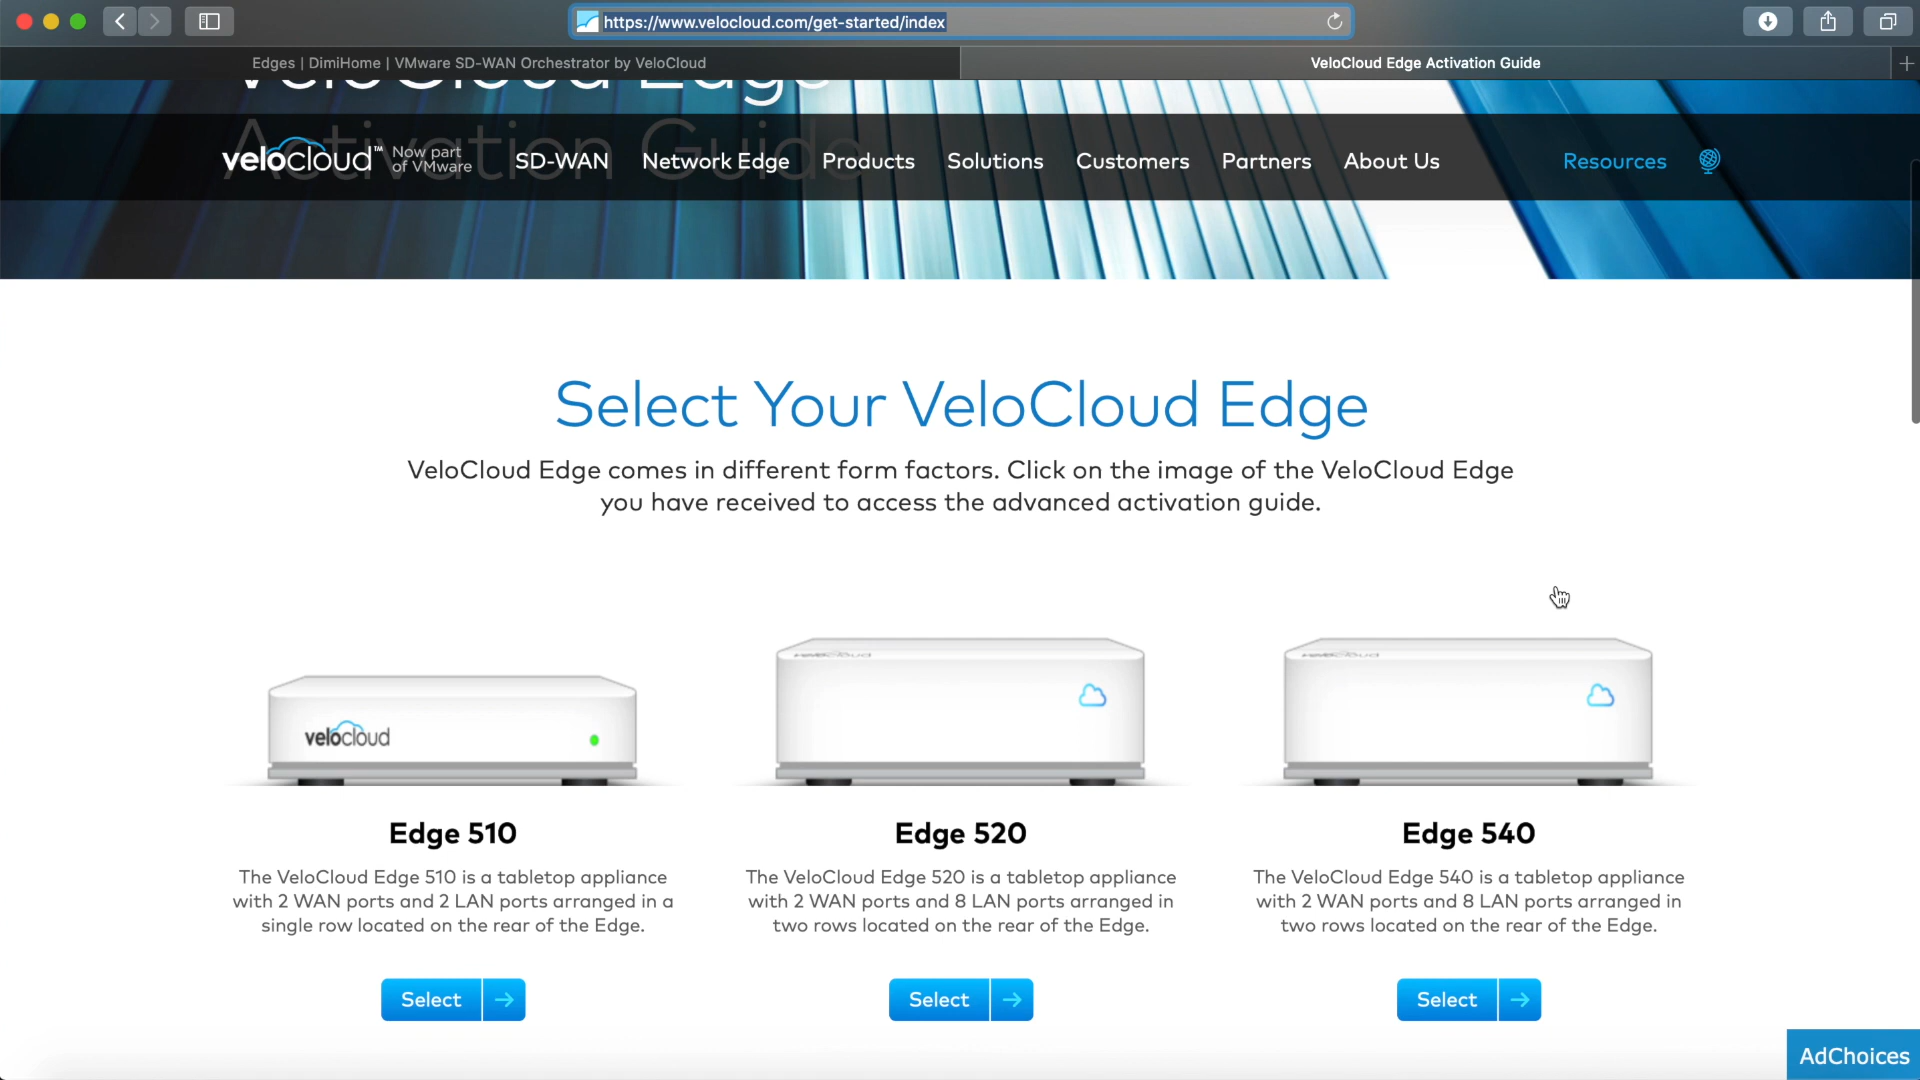 https://www.velocloud.com/get-started/index
Edges | DimiHome | VMware SD-WAN Orchestrator by VeloCloud
VeloCloud Edge Activation Guide
VeloCloud Edge
Activation Guide
velocloud™ Now part of VMware
SD-WAN Network Edge Products Solutions Customers Partners About Us Resources
Select Your VeloCloud Edge
VeloCloud Edge comes in different form factors. Click on the image of the VeloCloud Edge
you have received to access the advanced activation guide.
velocloud
velocloud
velocloud
Edge 510
The VeloCloud Edge 510 is a tabletop appliance
with 2 WAN ports and 2 LAN ports arranged in a
single row located on the rear of the Edge.
Select →
Edge 520
The VeloCloud Edge 520 is a tabletop appliance
with 2 WAN ports and 8 LAN ports arranged in
two rows located on the rear of the Edge.
Select →
Edge 540
The VeloCloud Edge 540 is a tabletop appliance
with 2 WAN ports and 8 LAN ports arranged in
two rows located on the rear of the Edge.
Select →
AdChoices